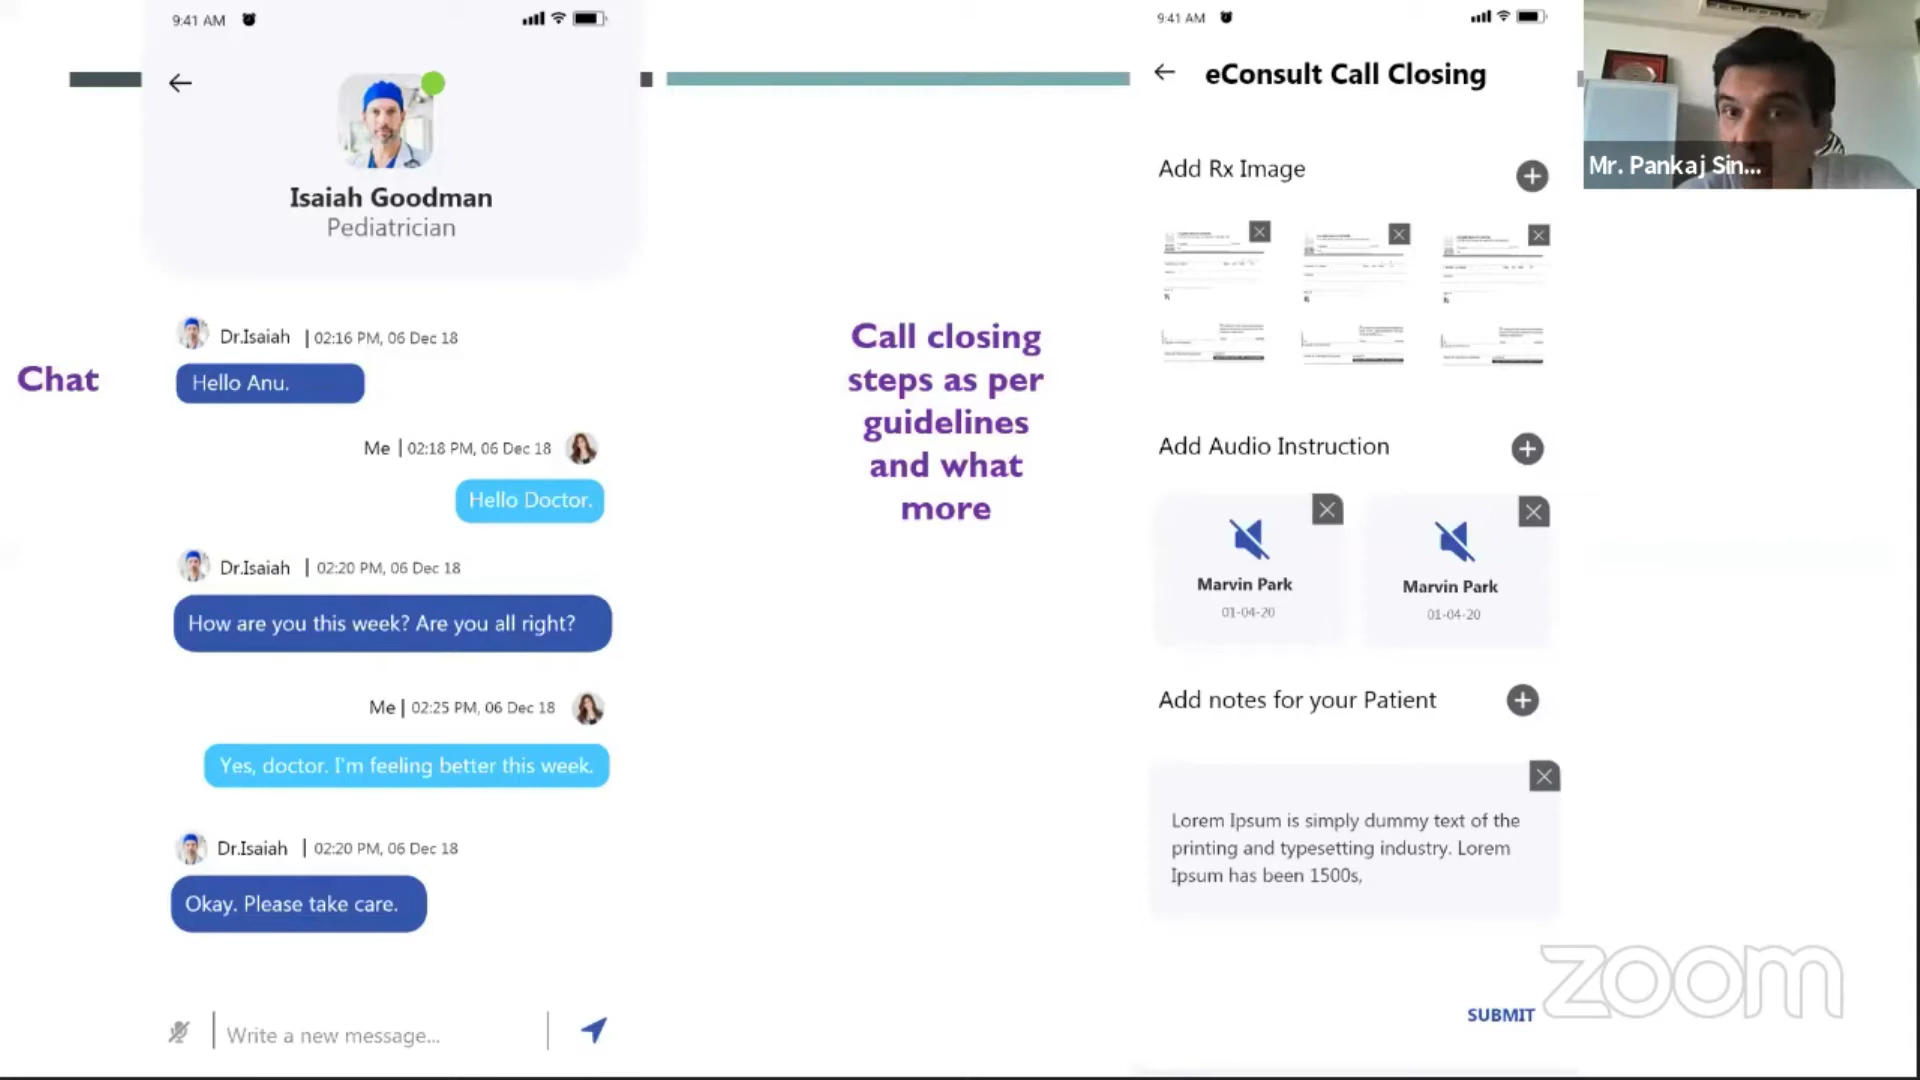 9:41 AM
Isaiah Goodman
Pediatrician
Chat
Dr.Isaiah | 02:16 PM, 06 Dec 18
Hello Anu.
Me | 02:18 PM, 06 Dec 18
Hello Doctor.
Dr.Isaiah | 02:20 PM, 06 Dec 18
How are you this week? Are you all right?
Me | 02:25 PM, 06 Dec 18
Yes, doctor. I'm feeling better this week.
Dr.Isaiah | 02:20 PM, 06 Dec 18
Okay. Please take care.
Write a new message...
Call closing
steps as per
guidelines
and what
more
9:41 AM
eConsult Call Closing
Add Rx Image
Add Audio Instruction
Marvin Park
01-04-20
Marvin Park
01-04-20
Add notes for your Patient
Lorem Ipsum is simply dummy text of the
printing and typesetting industry. Lorem
Ipsum has been 1500s,
SUBMIT
Mr. Pankaj Sin...
zoom